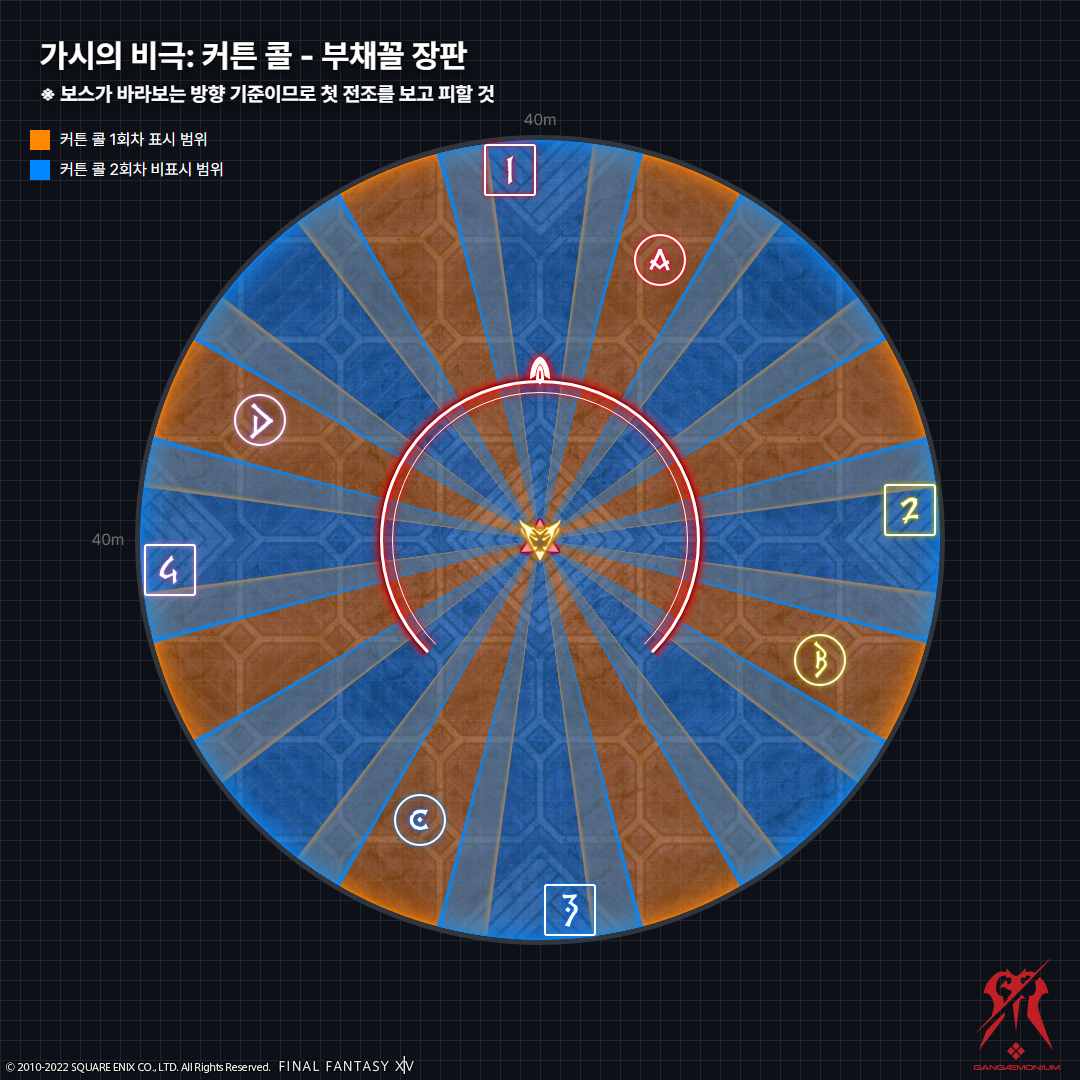 가시의 비극: 커튼 콜 - 부채꼴 장판
※ 보스가 바라보는 방향 기준이므로 첫 전조를 보고 피할 것
커튼 콜 1회차 표시 범위
커튼 콜 2회차 비표시 범위
40m
1
A
D
2
40m
4
B
C
3
GANGÆMONIUM
© 2010-2022 SQUARE ENIX CO., LTD. All Rights Reserved. FINAL FANTASY XIV